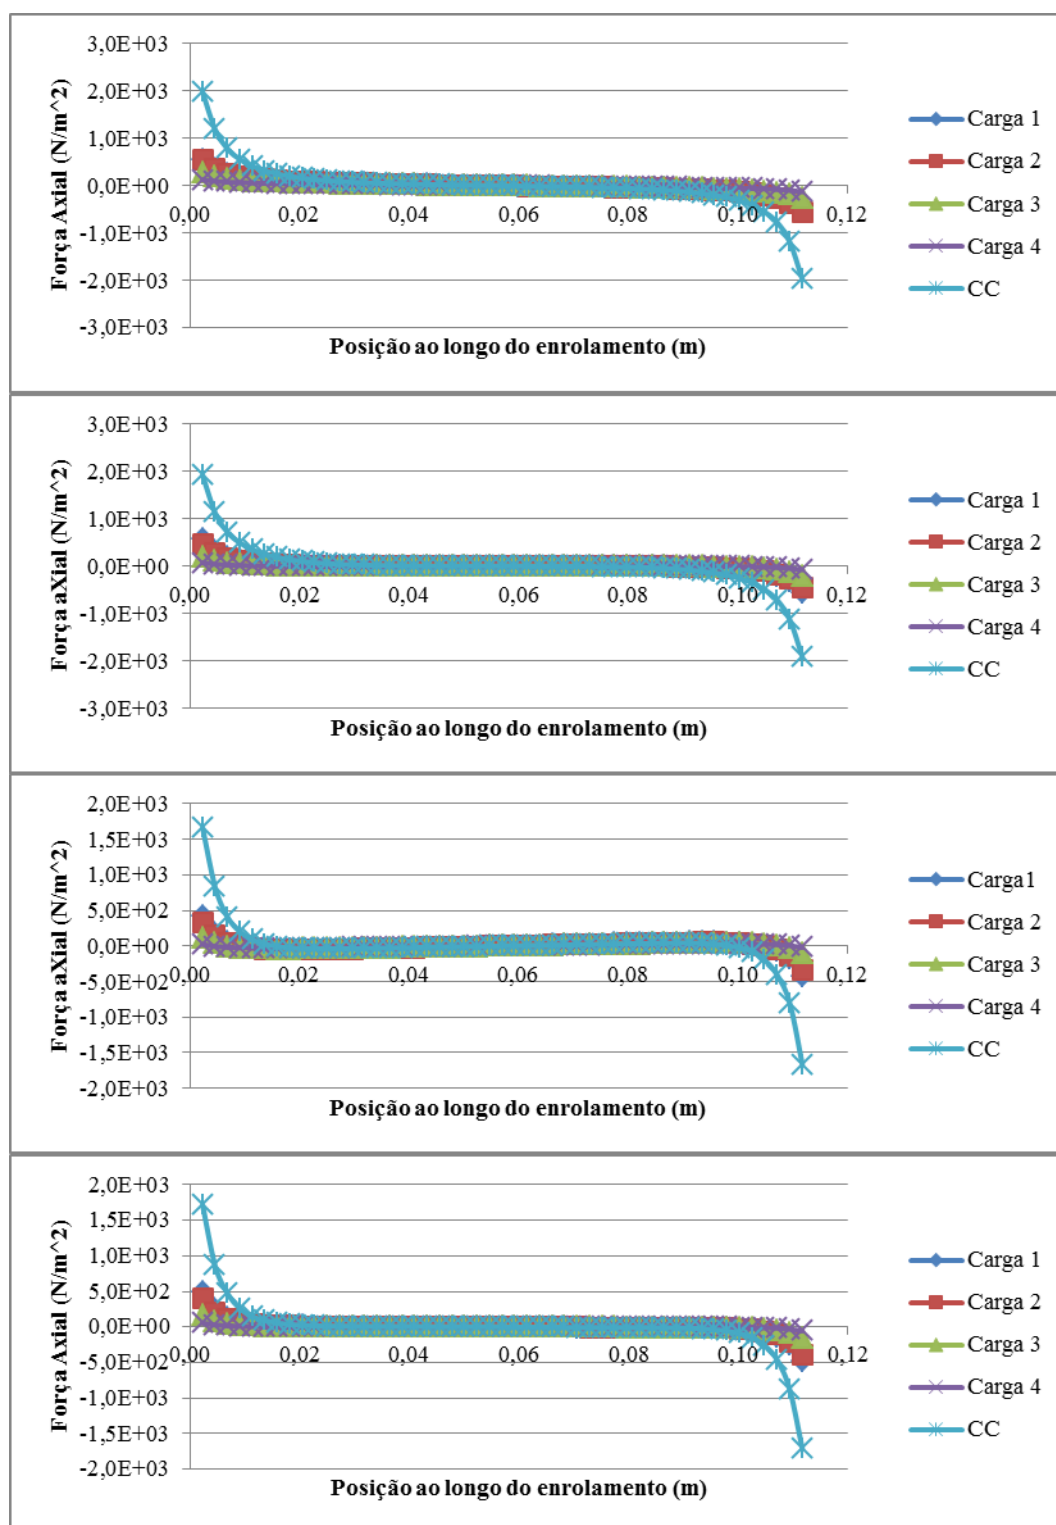 3,0E+03
2,0E+03
1,0E+03
0,0E+00
-1,0E+03
-2,0E+03
-3,0E+03
Força Axial (N/m^2)
0,00 0,02 0,04 0,06 0,08 0,10 0,12
Posição ao longo do enrolamento (m)
Carga 1
Carga 2
Carga 3
Carga 4
CC
3,0E+03
2,0E+03
1,0E+03
0,0E+00
-1,0E+03
-2,0E+03
-3,0E+03
Força aXial (N/m^2)
0,00 0,02 0,04 0,06 0,08 0,10 0,12
Posição ao longo do enrolamento (m)
Carga 1
Carga 2
Carga 3
Carga 4
CC
2,0E+03
1,5E+03
1,0E+03
5,0E+02
0,0E+00
-5,0E+02
-1,0E+03
-1,5E+03
-2,0E+03
Força aXial (N/m^2)
0,00 0,02 0,04 0,06 0,08 0,10 0,12
Posição ao longo do enrolamento (m)
Carga1
Carga 2
Carga 3
Carga 4
CC
2,0E+03
1,5E+03
1,0E+03
5,0E+02
0,0E+00
-5,0E+02
-1,0E+03
-1,5E+03
-2,0E+03
Força Axial (N/m^2)
0,00 0,02 0,04 0,06 0,08 0,10 0,12
Posição ao longo do enrolamento (m)
Carga 1
Carga 2
Carga 3
Carga 4
CC